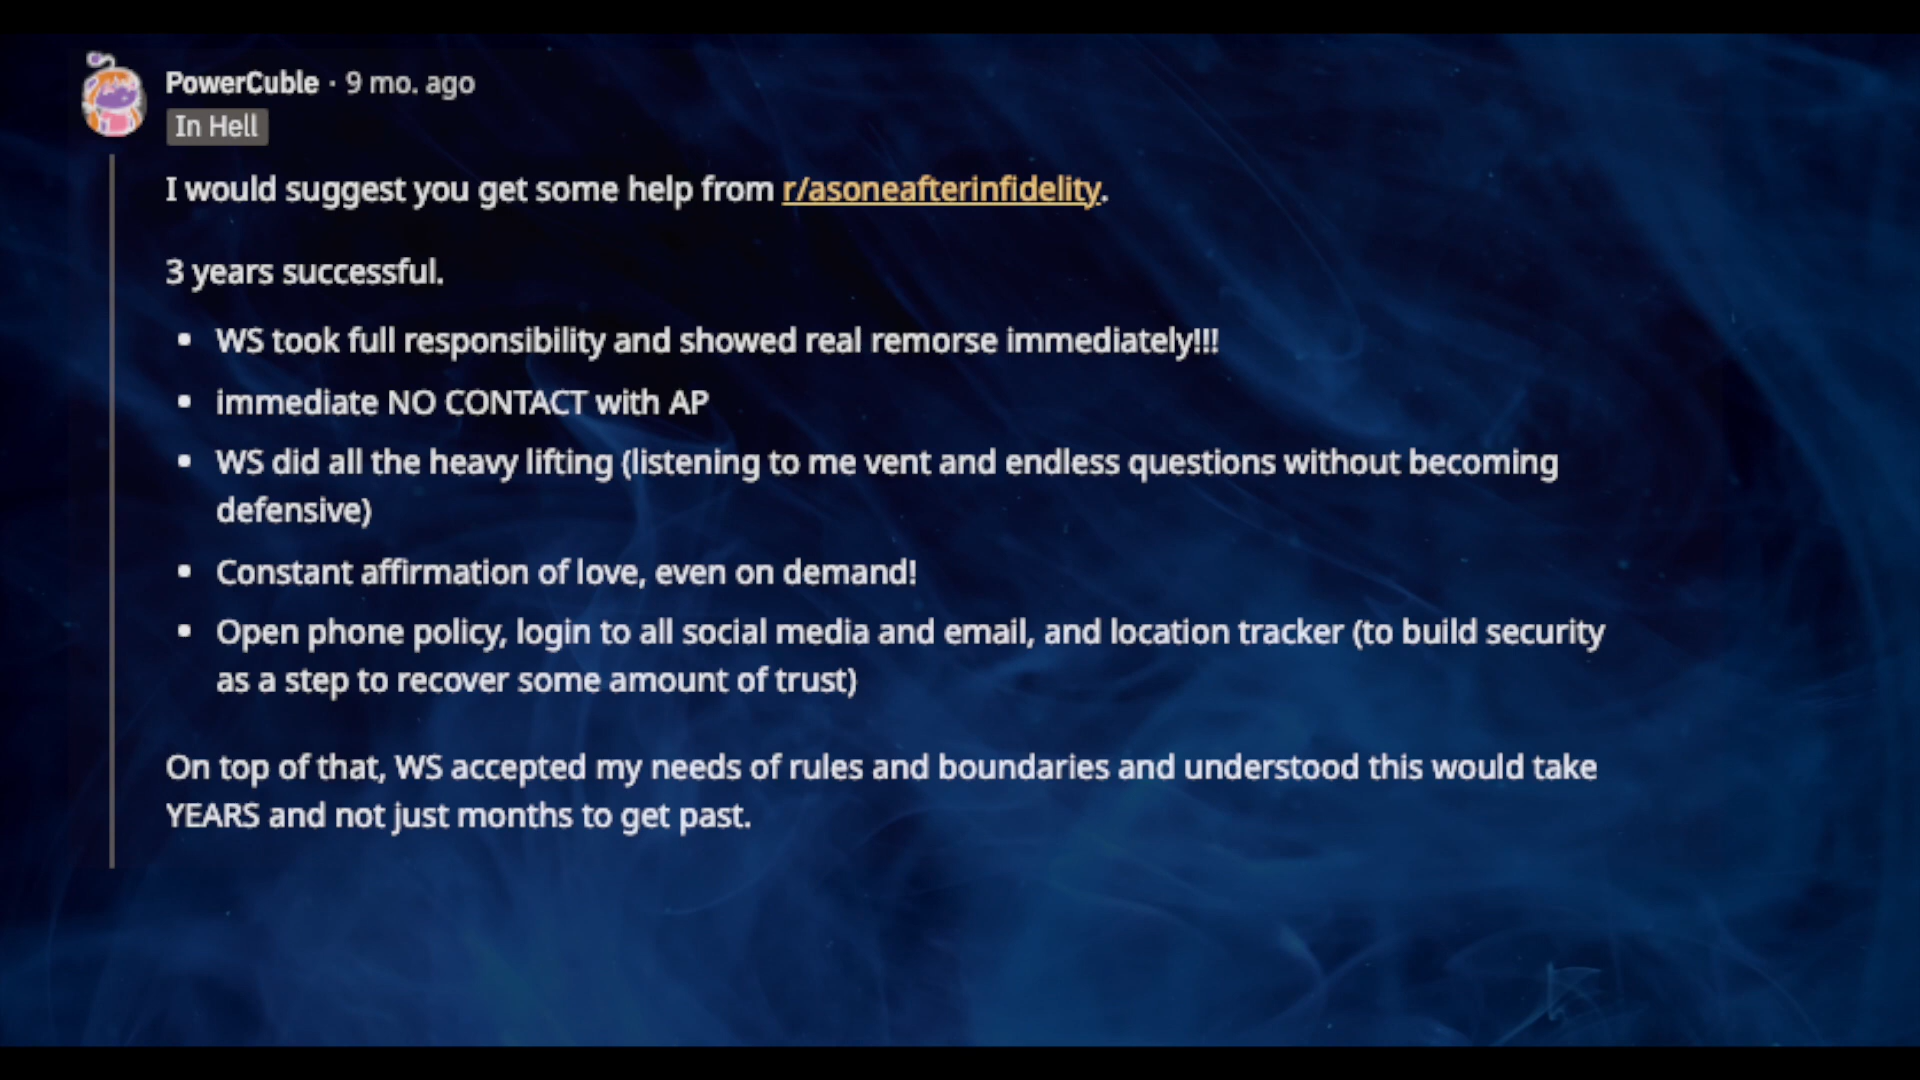 PowerCuble · 9 mo. ago
In Hell
I would suggest you get some help from r/asoneafterinfidelity.
3 years successful.
▪ WS took full responsibility and showed real remorse immediately!!!
▪ immediate NO CONTACT with AP
▪ WS did all the heavy lifting (listening to me vent and endless questions without becoming
defensive)
▪ Constant affirmation of love, even on demand!
▪ Open phone policy, login to all social media and email, and location tracker (to build security
as a step to recover some amount of trust)
On top of that, WS accepted my needs of rules and boundaries and understood this would take
YEARS and not just months to get past.